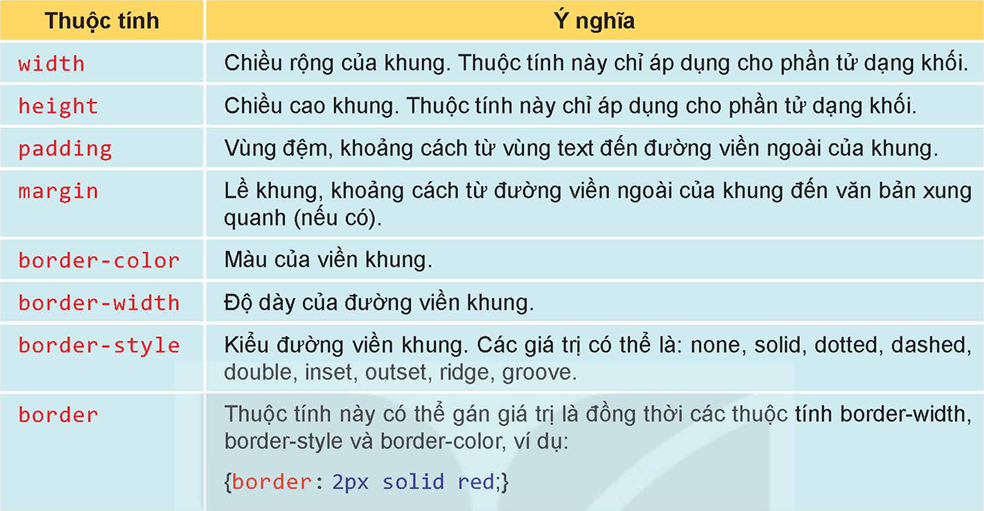 Thuộc tính
Ý nghĩa
width
Chiều rộng của khung. Thuộc tính này chỉ áp dụng cho phần tử dạng khối.
height
Chiều cao khung. Thuộc tính này chỉ áp dụng cho phần tử dạng khối.
padding
Vùng đệm, khoảng cách từ vùng text đến đường viền ngoài của khung.
margin
Lề khung, khoảng cách từ đường viền ngoài của khung đến văn bản xung
quanh (nếu có).
border-color
Màu của viền khung.
border-width
Độ dày của đường viền khung.
border-style
Kiểu đường viền khung. Các giá trị có thể là: none, solid, dotted, dashed,
double, inset, outset, ridge, groove.
border
Thuộc tính này có thể gán giá trị là đồng thời các thuộc tính border-width,
border-style và border-color, ví dụ:
{border: 2px solid red;}